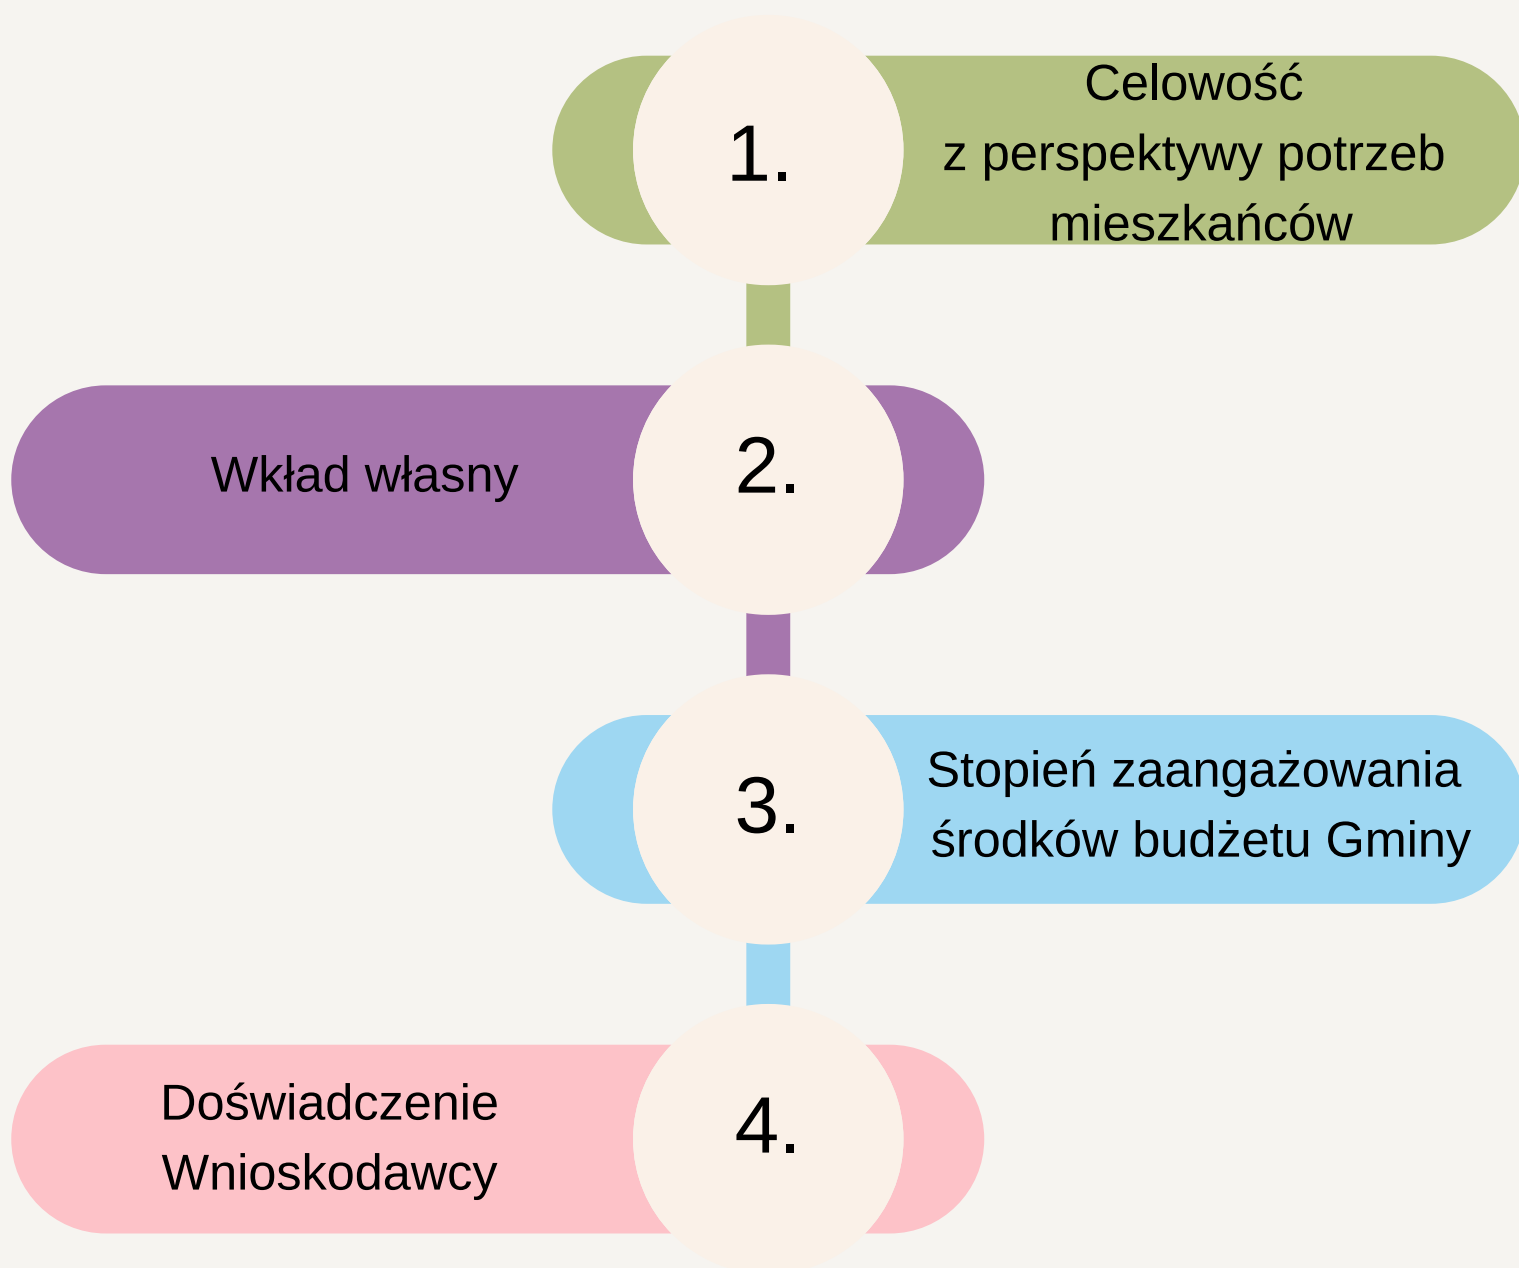 1.
Celowość
z perspektywy potrzeb
mieszkańców
2.
Wkład własny
3.
Stopień zaangażowania
środków budżetu Gminy
4.
Doświadczenie
Wnioskodawcy